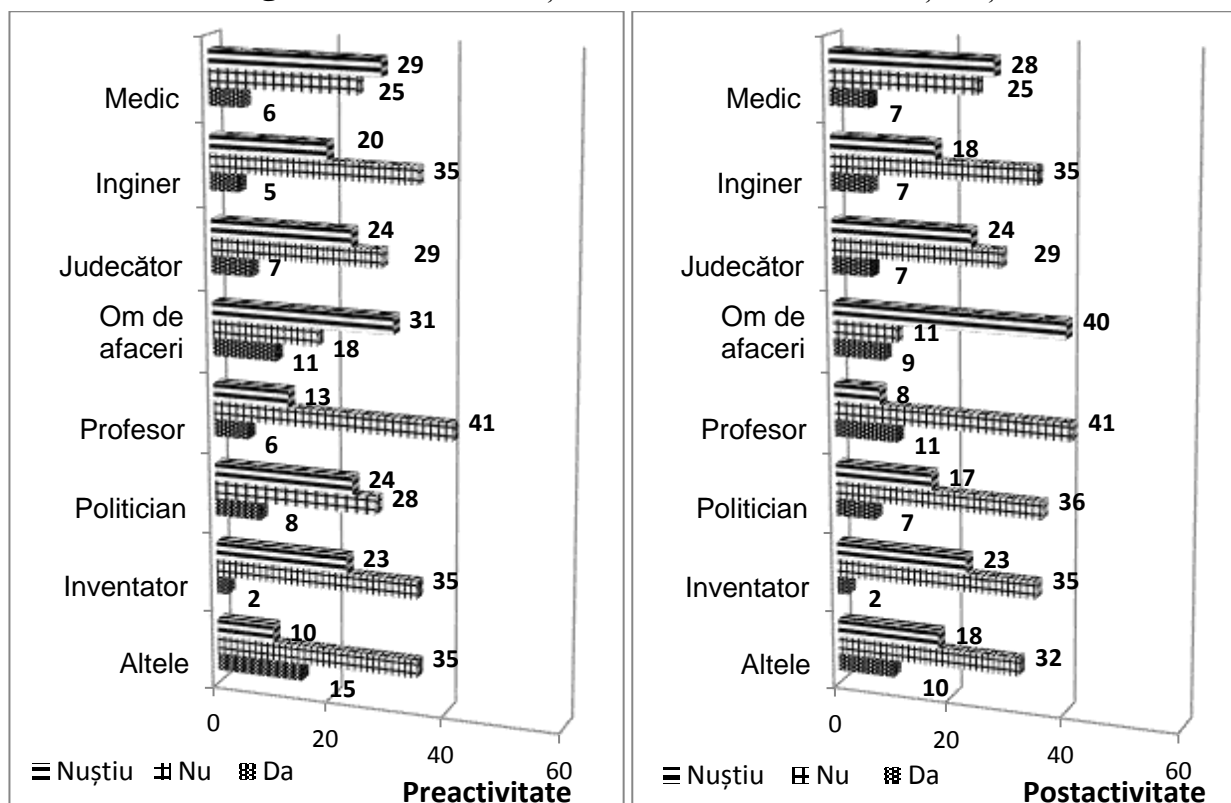 29
Medic
25
6
20
Inginer
35
5
24
Judecător
29
7
Om de
afaceri
31
18
11
13
Profesor
41
6
24
Politician
28
8
23
Inventator
35
2
10
Altele
35
15
0
20
40
60
Nuștiu Nu Da
Preactivitate
28
Medic
25
7
18
Inginer
35
7
24
Judecător
29
7
Om de
afaceri
40
11
9
8
Profesor
41
11
17
Politician
36
7
23
Inventator
35
2
18
Altele
32
10
0
20
40
60
Nuștiu Nu Da
Postactivitate